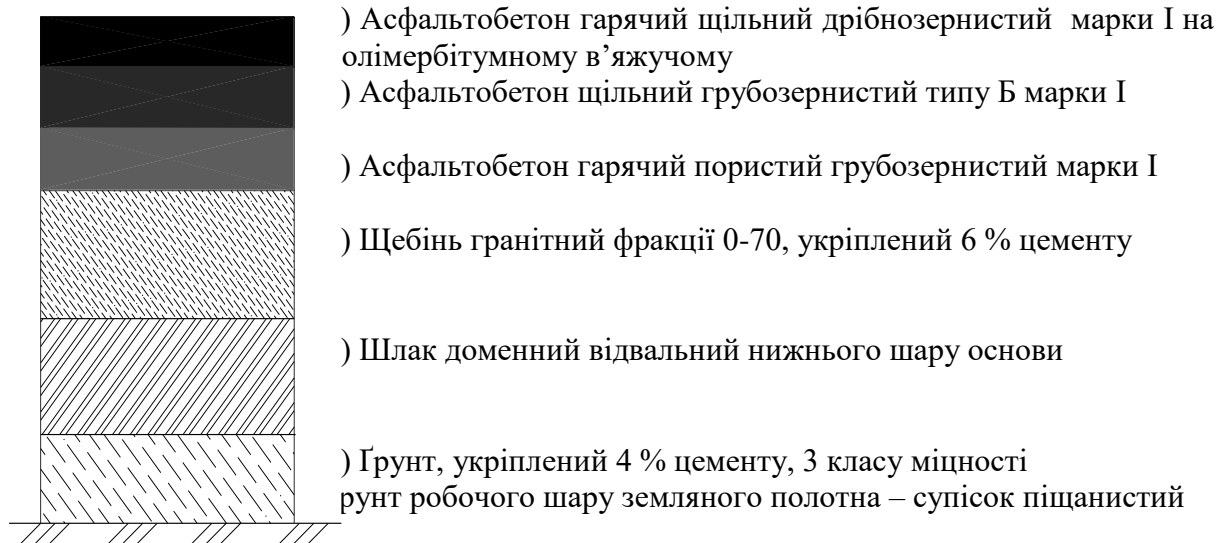 ) Асфальтобетон гарячий щільний дрібнозернистий марки І на
олімербітумному в’яжучому
) Асфальтобетон щільний грубозернистий типу Б марки І
) Асфальтобетон гарячий пористий грубозернистий марки І
) Щебінь гранітний фракції 0-70, укріплений 6 % цементу
) Шлак доменний відвальний нижнього шару основи
) Ґрунт, укріплений 4 % цементу, 3 класу міцності
рунт робочого шару земляного полотна – супісок піщанистий